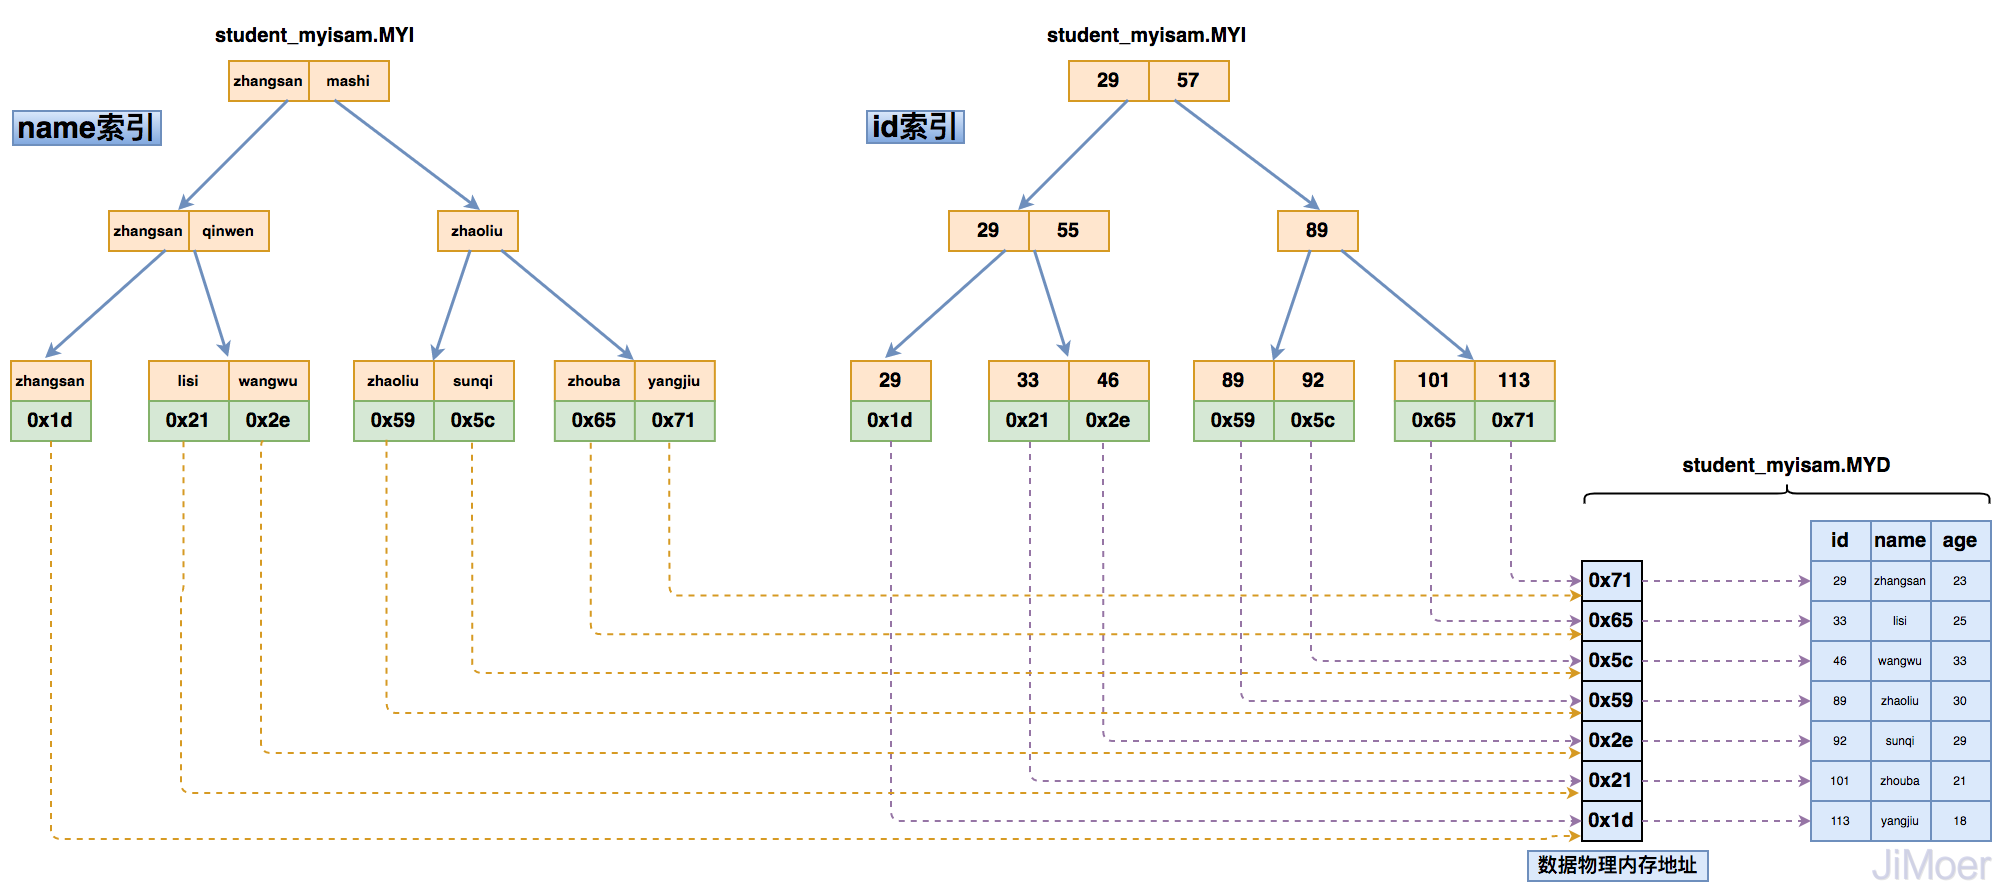 student_myisam.MYI
student_myisam.MYI
zhangsan mashi
29 57
name索引
id索引
zhangsan qinwen
zhaoliu
29 55
89
zhangsan
lisi wangwu
zhaoliu sunqi
zhouba yangjiu
29
33 46
89 92
101 113
0x1d
0x21 0x2e
0x59 0x5c
0x65 0x71
0x1d
0x21 0x2e
0x59 0x5c
0x65 0x71
student_myisam.MYD
id name age
0x71
29 zhangsan 23
0x65
33 lisi 25
0x5c
46 wangwu 33
0x59
89 zhaoliu 30
0x2e
92 sunqi 29
0x21
101 zhouba 21
0x1d
113 yangjiu 18
数据物理内存地址
JiMoer